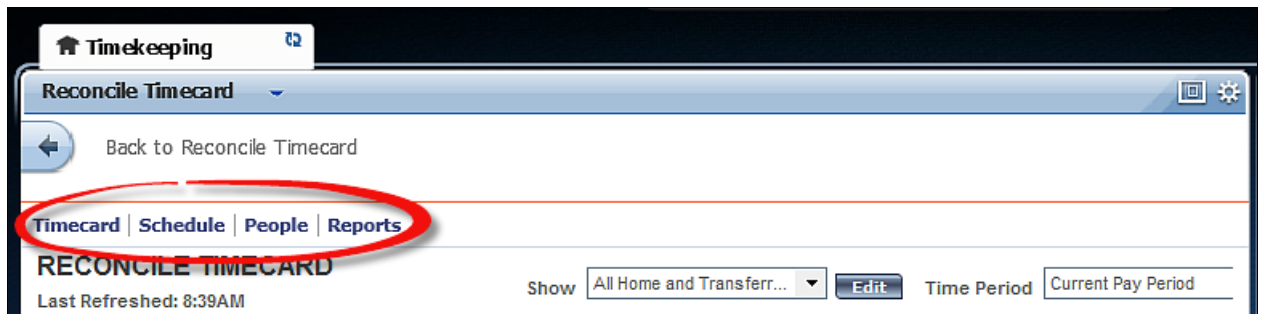 Timekeeping
Reconcile Timecard
Back to Reconcile Timecard
Timecard | Schedule | People | Reports
RECONCILE TIMECARD
Show All Home and Transferr... Edit Time Period Current Pay Period
Last Refreshed: 8:39AM